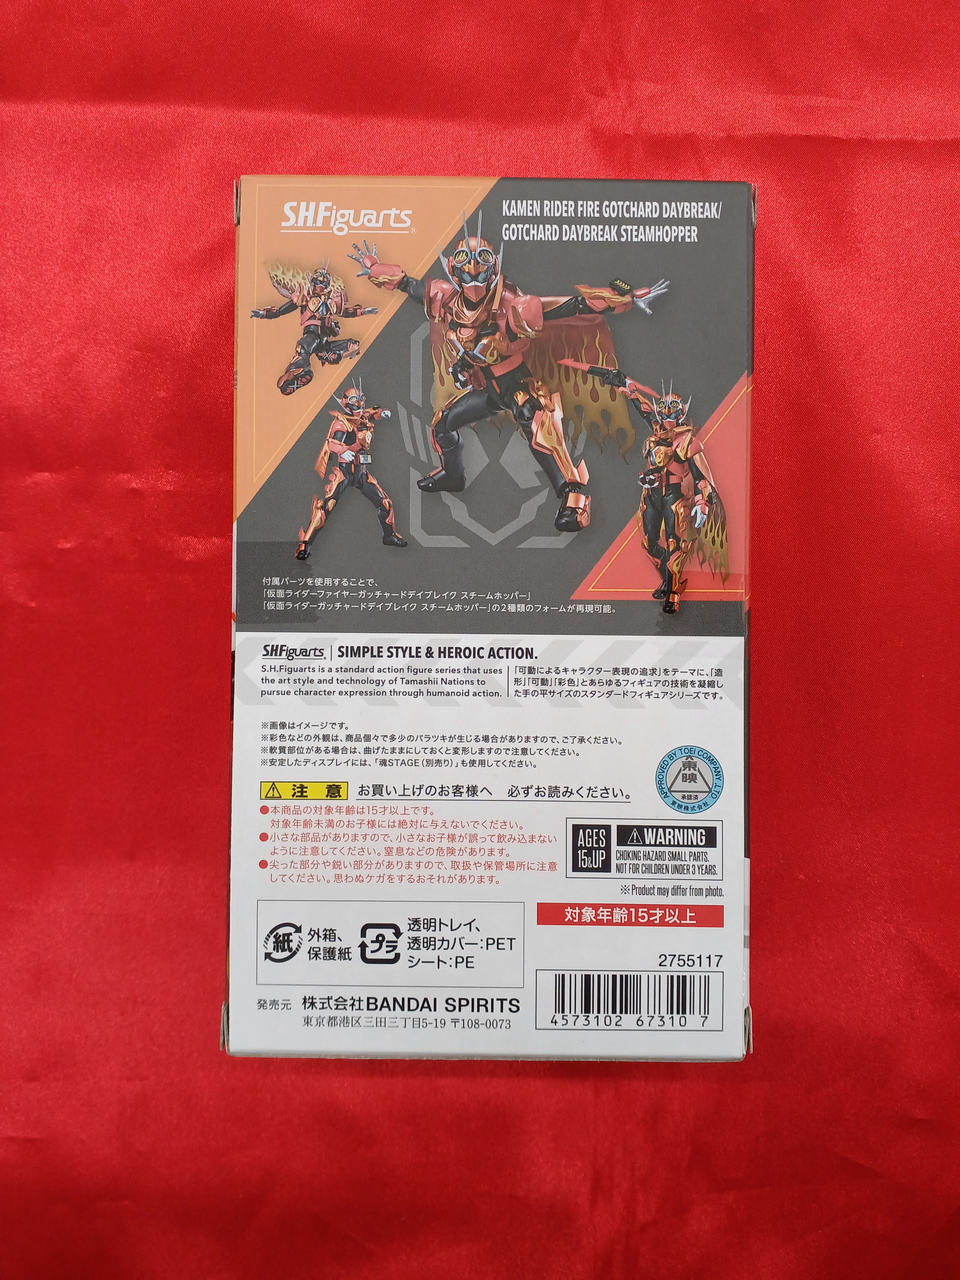 S.H.Figuarts®
KAMEN RIDER FIRE GOTCHARD DAYBREAK/
GOTCHARD DAYBREAK STEAMHOPPER
付属パーツを使用することで、
「仮面ライダーファイヤーガッチャードデイブレイク スチームホッパー」
「仮面ライダーガッチャードデイブレイク スチームホッパー」の2種類のフォームが再現可能。
S.H.Figuarts® | SIMPLE STYLE & HEROIC ACTION.
S.H.Figuarts is a standard action figure series that uses
the art style and technology of Tamashii Nations to
pursue character expression through humanoid action.
「可動によるキャラクター表現の追求」をテーマに、「造
形」「可動」「彩色」とあらゆるフィギュアの技術を凝縮し
た手の平サイズのスタンダードフィギュアシリーズです。
※画像はイメージです。
※彩色などの外観は、商品個々で多少のバラツキが生じる場合がありますので、ご了承ください。
※軟質部位がある場合は、曲げたままにしておくと変形しますので注意してください。
※安定したディスプレイには、「魂STAGE（別売り）」も使用してください。
APPROVED BY TOEI COMPANY, LTD
東映
承認済
東映株式会社
⚠注 意 お買い上げのお客様へ 必ずお読みください。
●本商品の対象年齢は15才以上です。
対象年齢未満のお子様には絶対に与えないでください。
●小さな部品がありますので、小さなお子様が誤って飲み込まない
ように注意してください。窒息などの危険があります。
●尖った部分や鋭い部分がありますので、取扱や保管場所に注意
してください。思わぬケガをするおそれがあります。
AGES
15&UP
⚠WARNING
CHOKING HAZARD SMALL PARTS.
NOT FOR CHILDREN UNDER 3 YEARS.
※Product may differ from photo.
対象年齢15才以上
紙
外箱、
保護紙
プラ
透明トレイ、
透明カバー:PET
シート:PE
2755117
発売元 株式会社BANDAI SPIRITS
東京都港区三田三丁目5-19 〒108-0073
4573102 67310 7